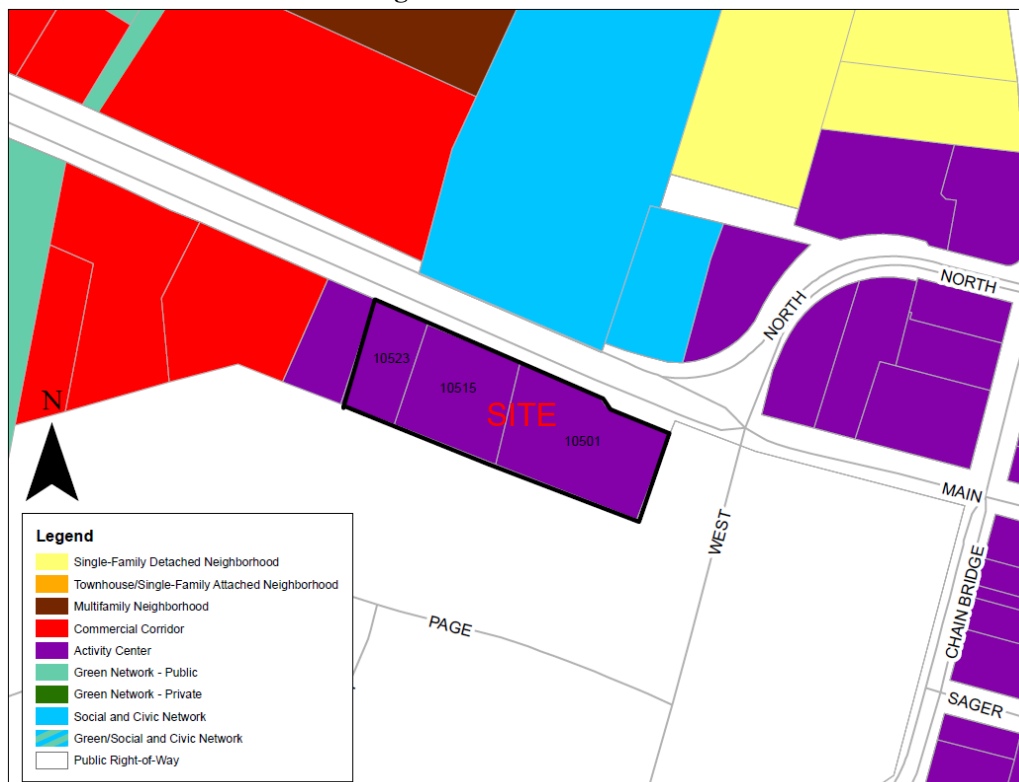 NORTH
NORTH
10523
10515
SITE
10501
MAIN
N
WEST
CHAIN BRIDGE
PAGE
SAGER
Legend
Single-Family Detached Neighborhood
Townhouse/Single-Family Attached Neighborhood
Multifamily Neighborhood
Commercial Corridor
Activity Center
Green Network - Public
Green Network - Private
Social and Civic Network
Green/Social and Civic Network
Public Right-of-Way